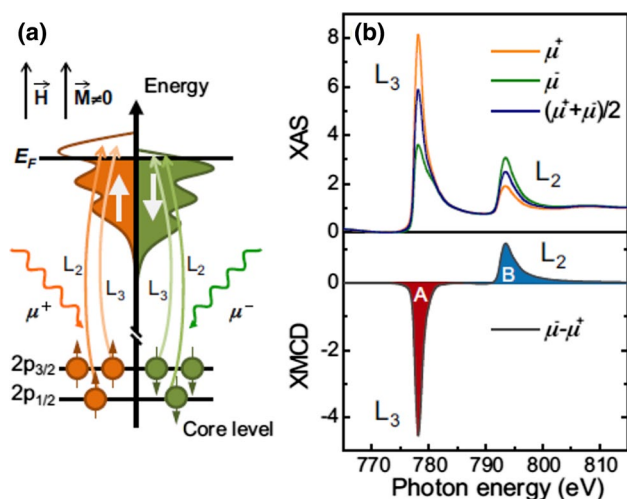 (a)
(b)
Energy
H⃗ M⃗≠0
E_F
L₂
L₃
L₃
L₂
μ⁺
μ⁻
2p₃/₂
2p₁/₂
Core level
XAS
8
6
4
2
0
L₃
μ⁺
μ⁻
(μ⁺+μ⁻)/2
L₂
XMCD
0
-2
-4
A
B
L₂
μ⁻-μ⁺
L₃
770 780 790 800 810
Photon energy (eV)